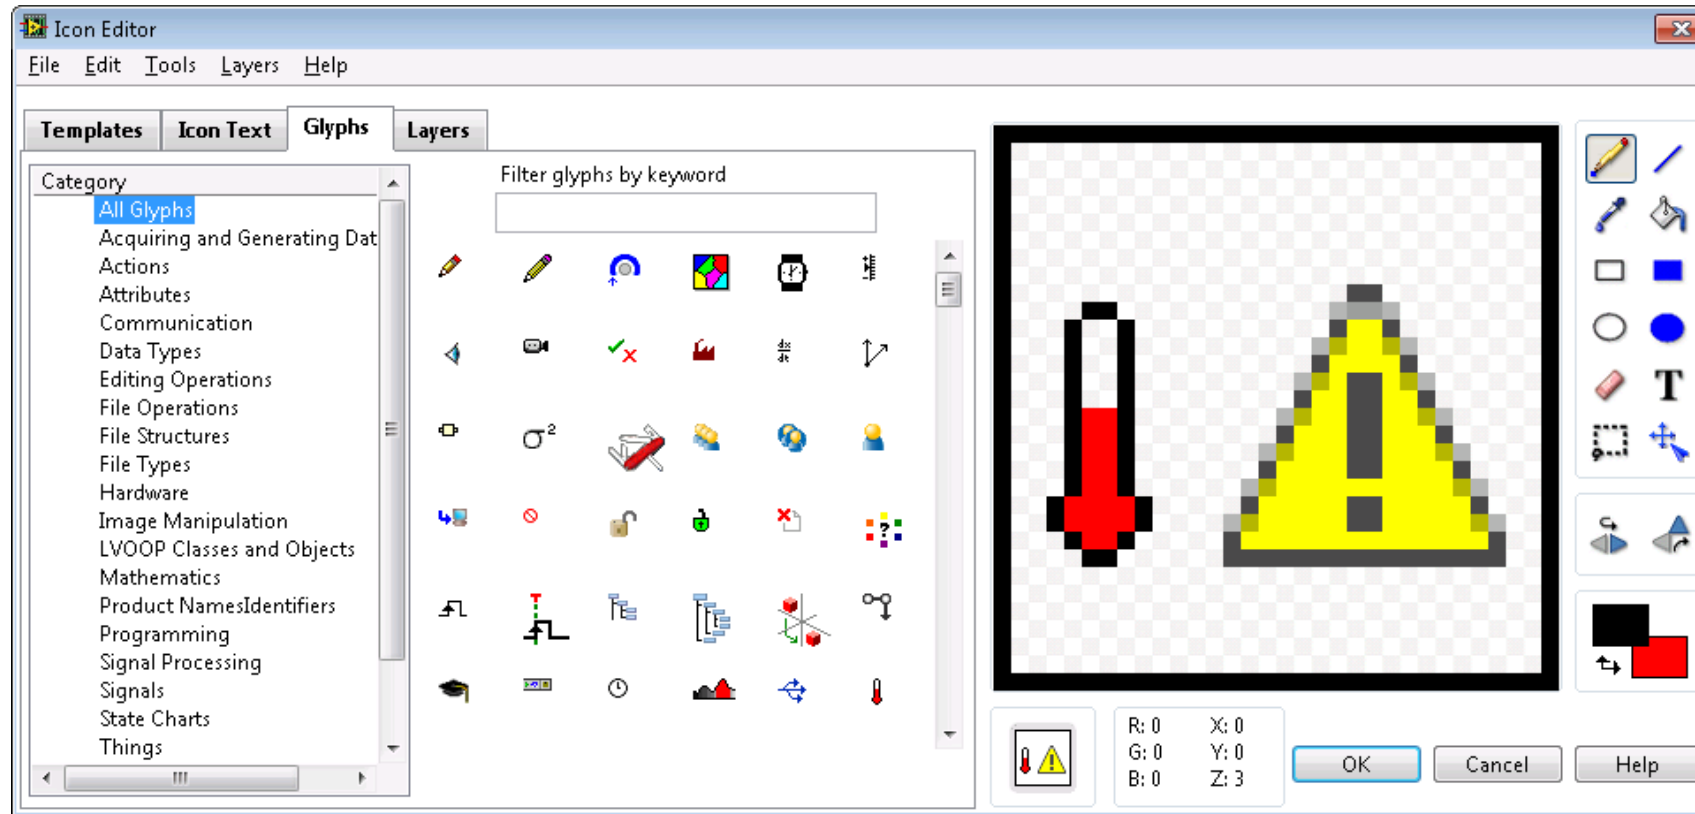 Icon Editor
File Edit Tools Layers Help
Templates Icon Text Glyphs Layers
Category
All Glyphs
Acquiring and Generating Dat
Actions
Attributes
Communication
Data Types
Editing Operations
File Operations
File Structures
File Types
Hardware
Image Manipulation
LVOOP Classes and Objects
Mathematics
Product NamesIdentifiers
Programming
Signal Processing
Signals
State Charts
Things
Filter glyphs by keyword
dx
dt
σ²
?
T
R: 0 X: 0
G: 0 Y: 0
B: 0 Z: 3
OK Cancel Help